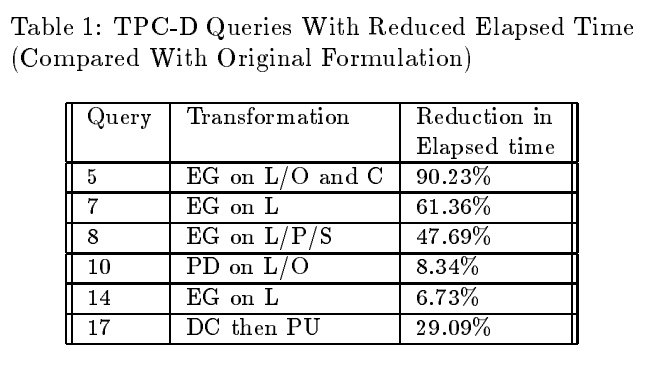 Table 1: TPC-D Queries With Reduced Elapsed Time
(Compared With Original Formulation)
Query Transformation Reduction in
Elapsed time
5 EG on L/O and C 90.23%
7 EG on L 61.36%
8 EG on L/P/S 47.69%
10 PD on L/O 8.34%
14 EG on L 6.73%
17 DC then PU 29.09%